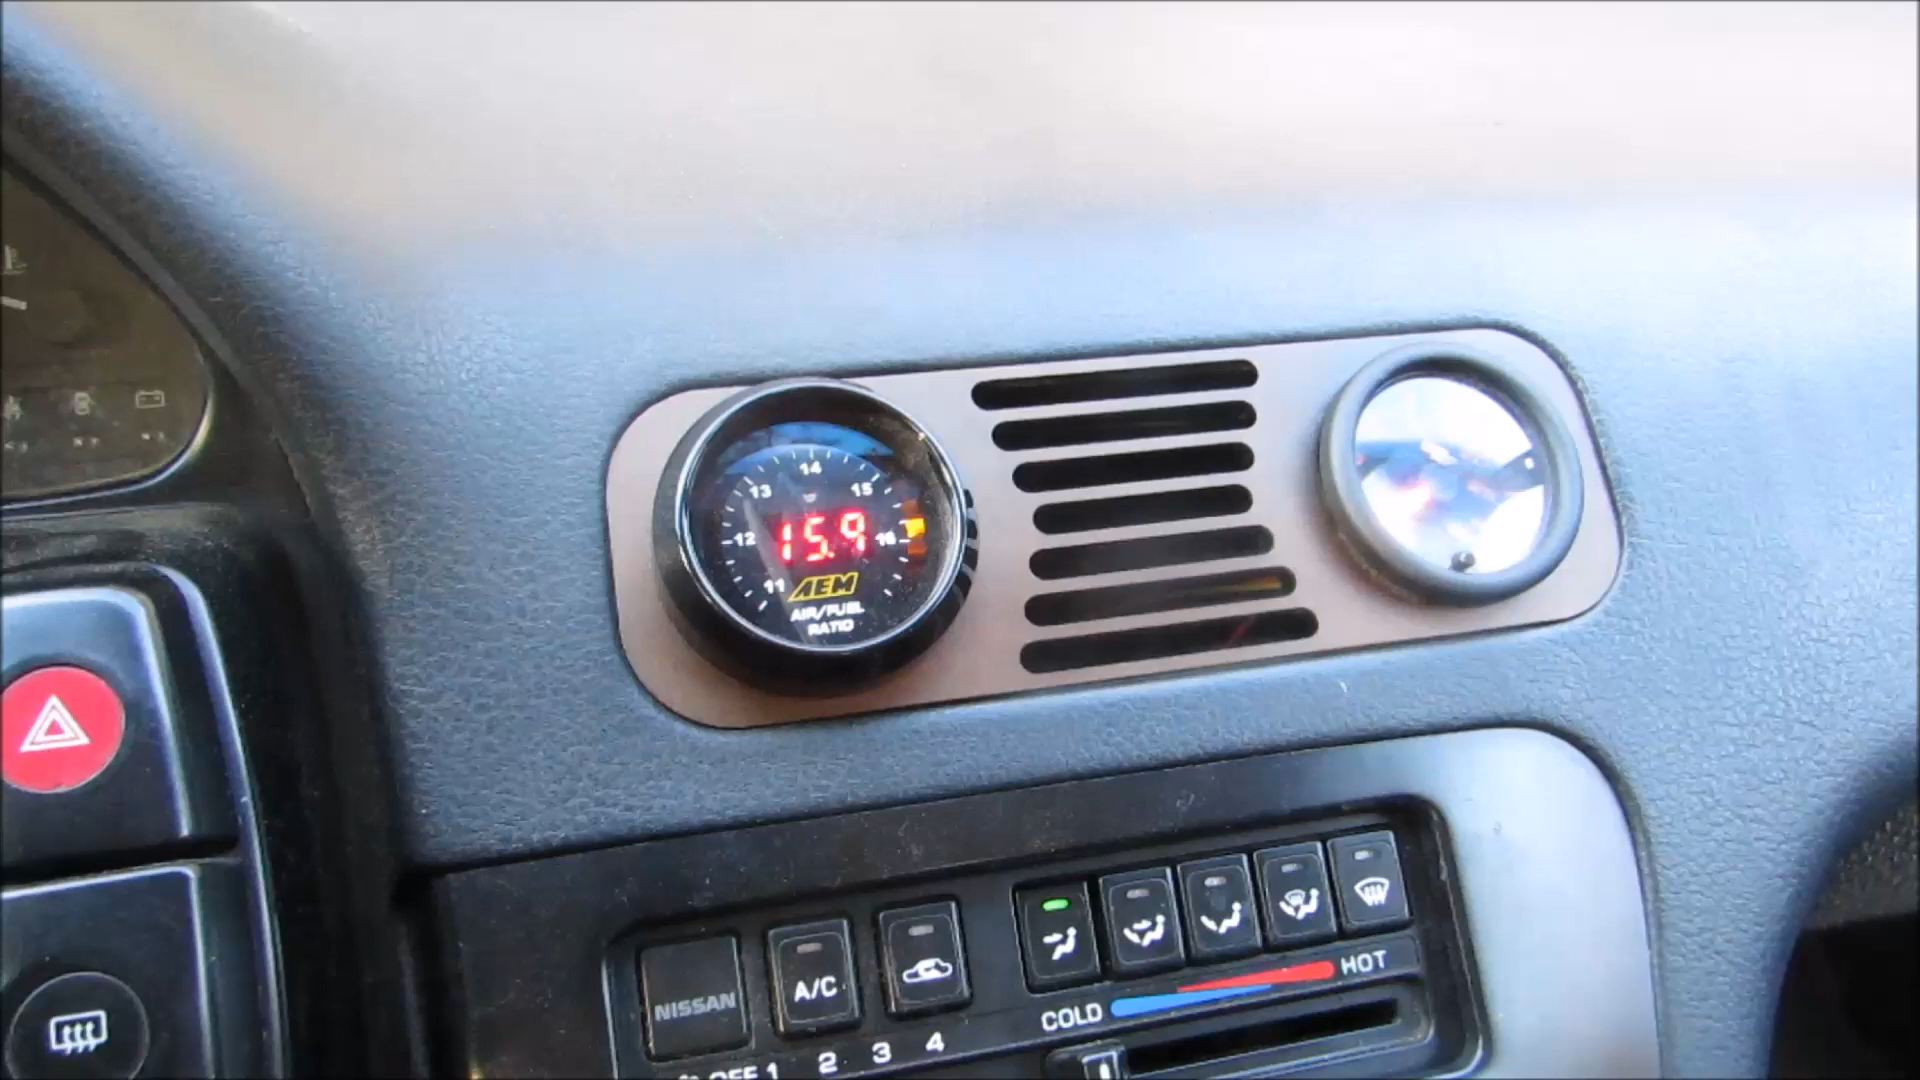 14
13 15
12 15.9 16
11 AEM
AIR/FUEL
RATIO
NISSAN A/C
COLD HOT
OFF 1 2 3 4